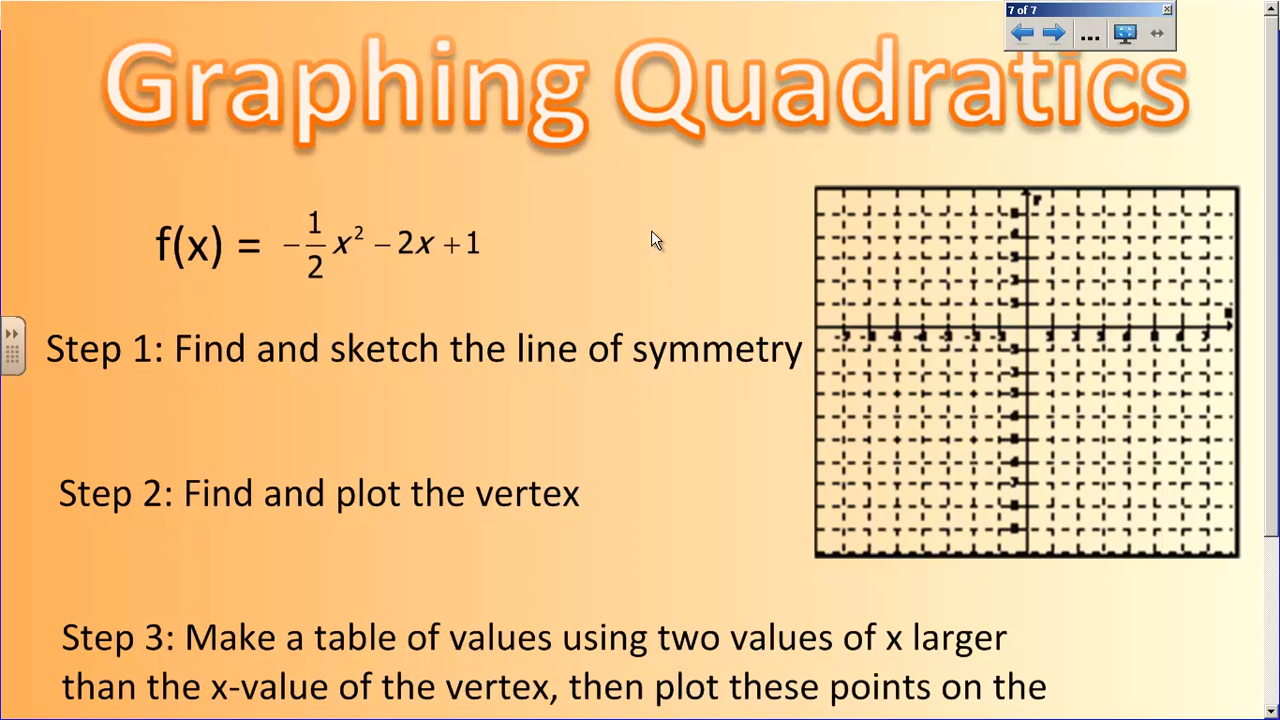 7 of 7
Graphing Quadratics
f(x) = -1/2 x² - 2x + 1
Step 1: Find and sketch the line of symmetry
Step 2: Find and plot the vertex
Step 3: Make a table of values using two values of x larger
than the x-value of the vertex, then plot these points on the